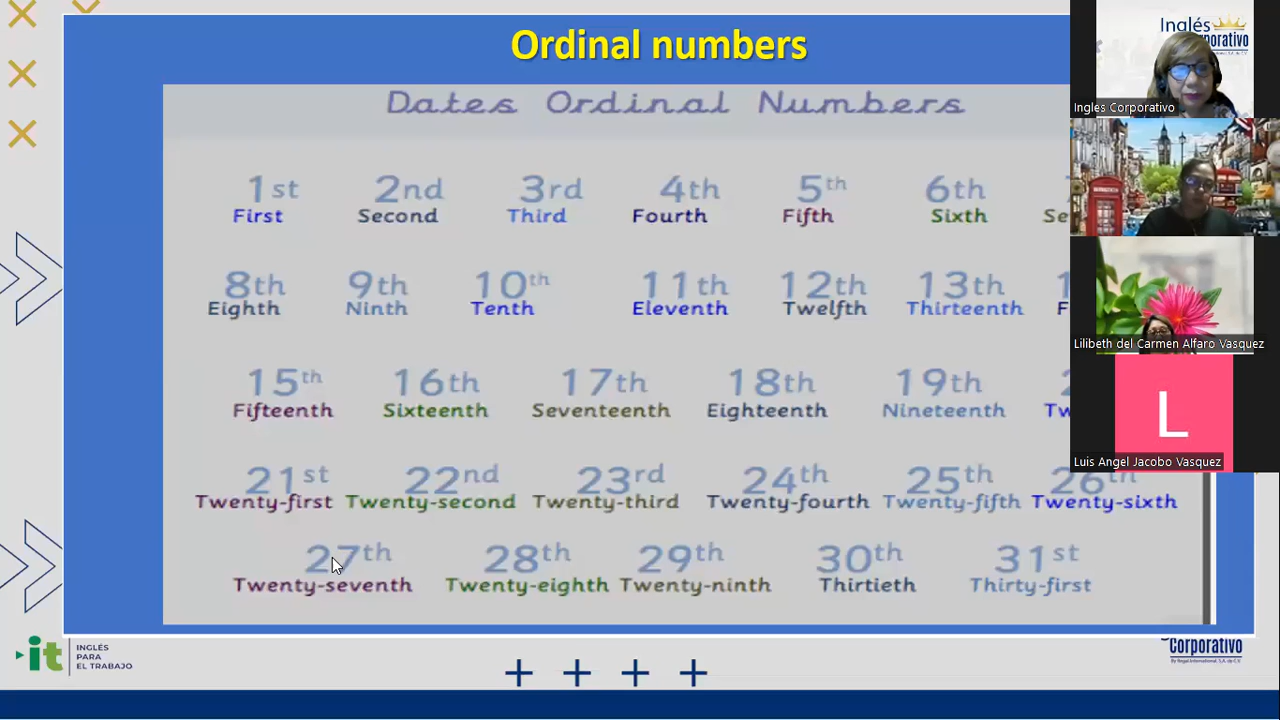 Ordinal numbers
Dates Ordinal Numbers
1st 2nd 3rd 4th 5th 6th
First Second Third Fourth Fifth Sixth
8th 9th 10th 11th 12th 13th
Eighth Ninth Tenth Eleventh Twelfth Thirteenth
15th 16th 17th 18th 19th
Fifteenth Sixteenth Seventeenth Eighteenth Nineteenth
21st 22nd 23rd 24th 25th 26th
Twenty-first Twenty-second Twenty-third Twenty-fourth Twenty-fifth Twenty-sixth
27th 28th 29th 30th 31st
Twenty-seventh Twenty-eighth Twenty-ninth Thirtieth Thirty-first
Inglés
Ingles Corporativo
Lilibeth del Carmen Alfaro Vasquez
L
Luis Angel Jacobo Vasquez
it
INGLÉS
PARA
EL TRABAJO
Corporativo